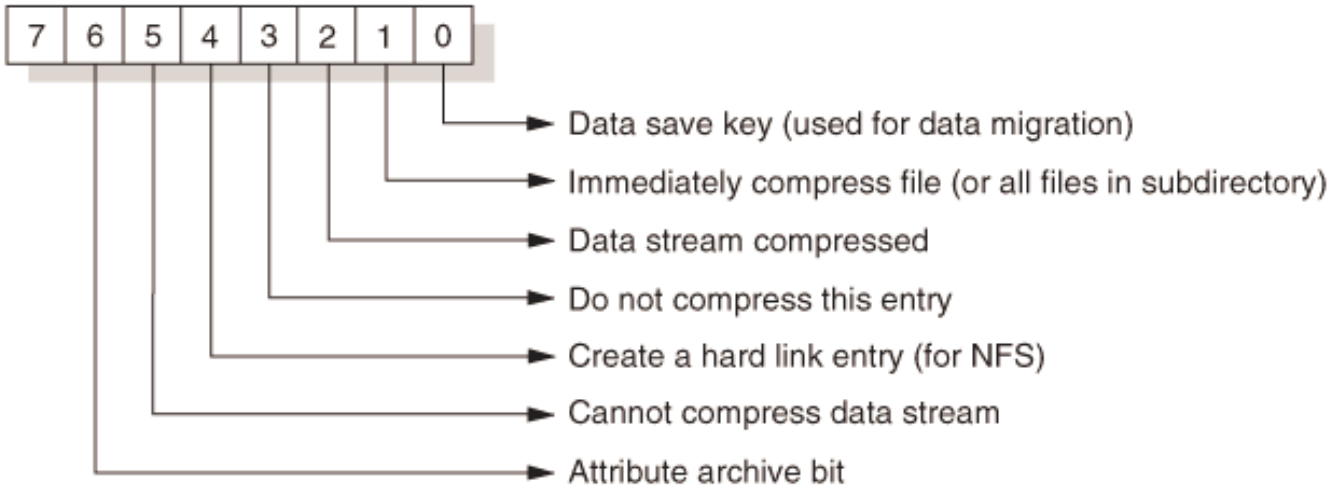 7 6 5 4 3 2 1 0
Data save key (used for data migration)
Immediately compress file (or all files in subdirectory)
Data stream compressed
Do not compress this entry
Create a hard link entry (for NFS)
Cannot compress data stream
Attribute archive bit